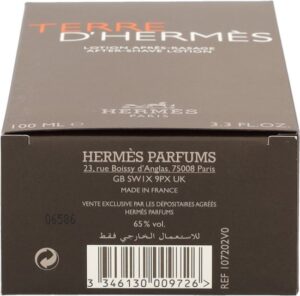 TERRE
D'HERMÈS
LOTION APRÈS-RASAGE
AFTER-SHAVE LOTION
HERMÈS
PARIS
100 ML ℮ 3.3 FL.OZ.
HERMÈS PARFUMS
23, rue Boissy d'Anglas, 75008 Paris
GB SW1X 9PX UK
MADE IN FRANCE
VENTE EXCLUSIVE PAR LES DÉPOSITAIRES AGRÉÉS
HERMÈS PARFUMS
06506
65% vol.
للاستعمال الخارجي فقط
3 346130 009726 >
REF 107202V0